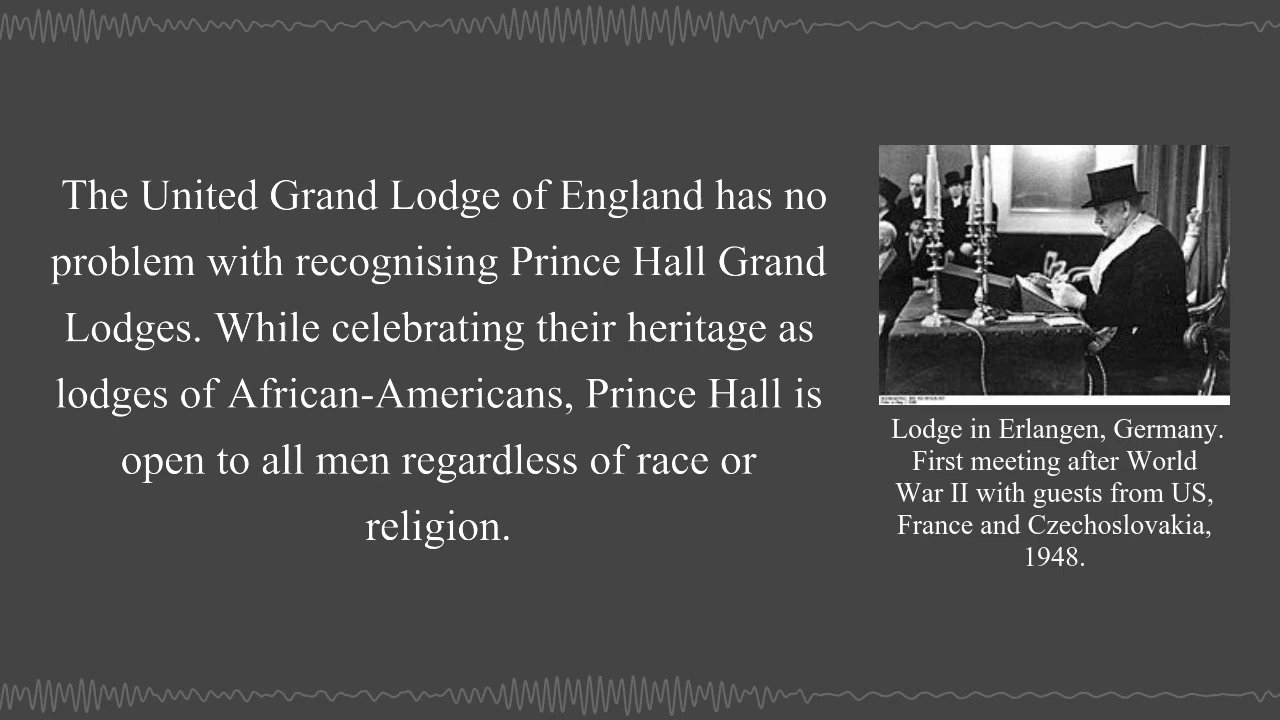 The United Grand Lodge of England has no
problem with recognising Prince Hall Grand
Lodges. While celebrating their heritage as
lodges of African-Americans, Prince Hall is
open to all men regardless of race or
religion.
Lodge in Erlangen, Germany.
First meeting after World
War II with guests from US,
France and Czechoslovakia,
1948.